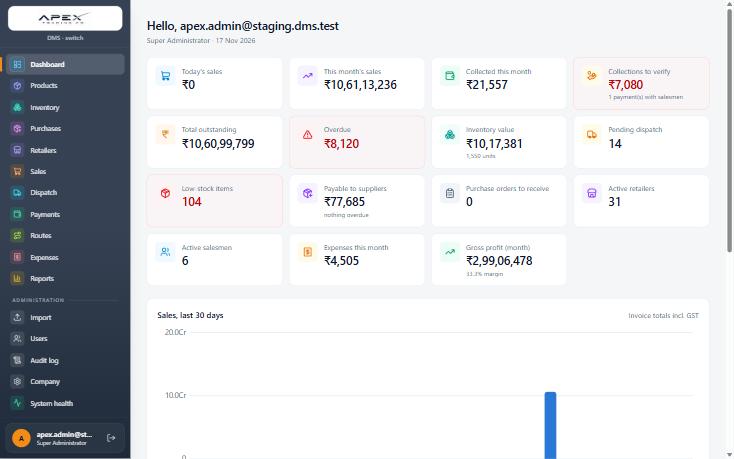 APEX
TRADING CO
DMS · switch
Dashboard
Products
Inventory
Purchases
Retailers
Sales
Dispatch
Payments
Routes
Expenses
Reports
ADMINISTRATION
Import
Users
Audit log
Company
System health
A
apex.admin@st...
Super Administrator
Hello, apex.admin@staging.dms.test
Super Administrator · 17 Nov 2026
Today's sales
₹0
This month's sales
₹10,61,13,236
Collected this month
₹21,557
Collections to verify
₹7,080
1 payment(s) with salesmen
Total outstanding
₹10,60,99,799
Overdue
₹8,120
Inventory value
₹10,17,381
1,550 units
Pending dispatch
14
Low stock items
104
Payable to suppliers
₹77,685
nothing overdue
Purchase orders to receive
0
Active retailers
31
Active salesmen
6
Expenses this month
₹4,505
Gross profit (month)
₹2,99,06,478
33.3% margin
Sales, last 30 days
Invoice totals incl. GST
20.0Cr
10.0Cr
0